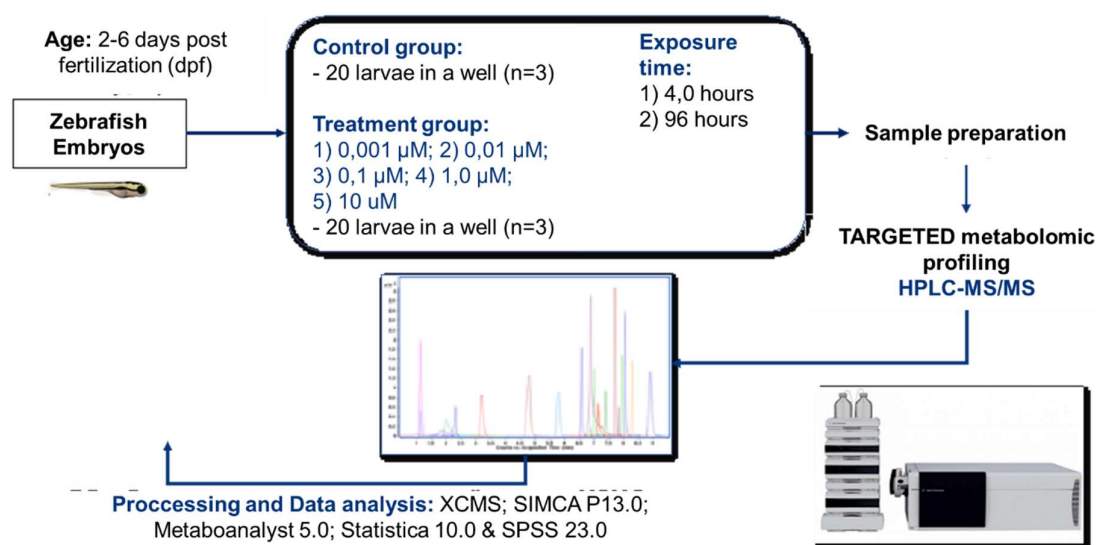 Age: 2-6 days post
fertilization (dpf)
Zebrafish
Embryos
Control group:
- 20 larvae in a well (n=3)
Treatment group:
1) 0,001 µM; 2) 0,01 µM;
3) 0,1 µM; 4) 1,0 µM;
5) 10 uM
- 20 larvae in a well (n=3)
Exposure
time:
1) 4,0 hours
2) 96 hours
Sample preparation
TARGETED metabolomic
profiling
HPLC-MS/MS
Proccessing and Data analysis: XCMS; SIMCA P13.0;
Metaboanalyst 5.0; Statistica 10.0 & SPSS 23.0